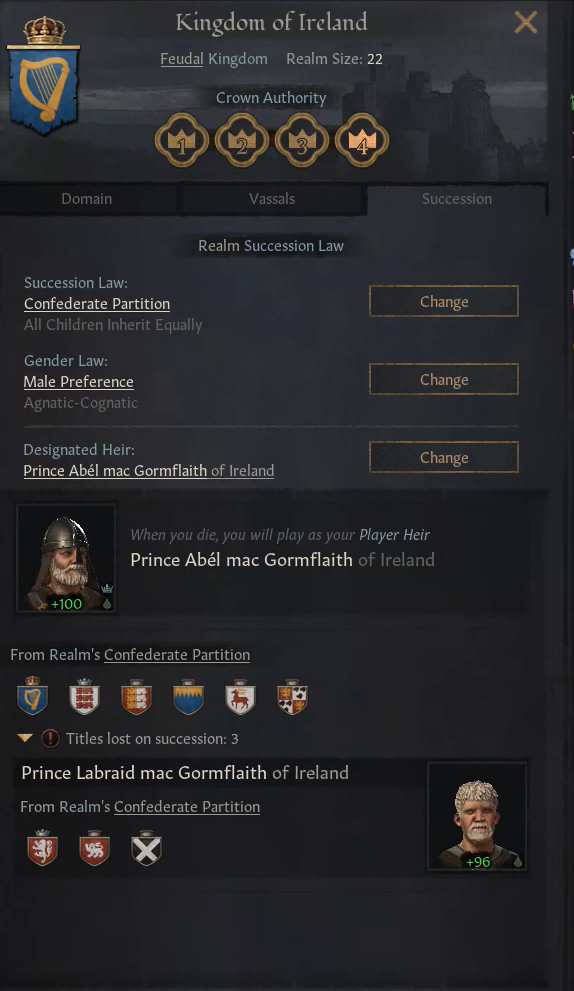 Kingdom of Ireland
Feudal Kingdom Realm Size: 22
Crown Authority
1 2 3 4
Domain Vassals Succession
Realm Succession Law
Succession Law:
Confederate Partition
Change
All Children Inherit Equally
Gender Law:
Male Preference
Change
Agnatic-Cognatic
Designated Heir:
Prince Abél mac Gormflaith of Ireland
Change
When you die, you will play as your Player Heir
Prince Abél mac Gormflaith of Ireland
+100
From Realm's Confederate Partition
Titles lost on succession: 3
Prince Labraid mac Gormflaith of Ireland
From Realm's Confederate Partition
+96